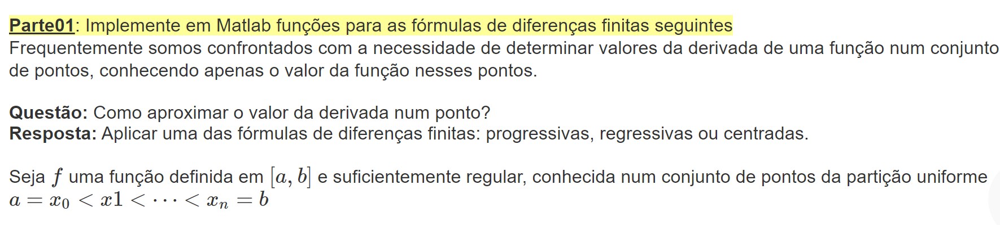 Parte01: Implemente em Matlab funções para as fórmulas de diferenças finitas seguintes
Frequentemente somos confrontados com a necessidade de determinar valores da derivada de uma função num conjunto
de pontos, conhecendo apenas o valor da função nesses pontos.
Questão: Como aproximar o valor da derivada num ponto?
Resposta: Aplicar uma das fórmulas de diferenças finitas: progressivas, regressivas ou centradas.
Seja f uma função definida em [a, b] e suficientemente regular, conhecida num conjunto de pontos da partição uniforme
a = x₀ < x1 < ⋯ < xₙ = b